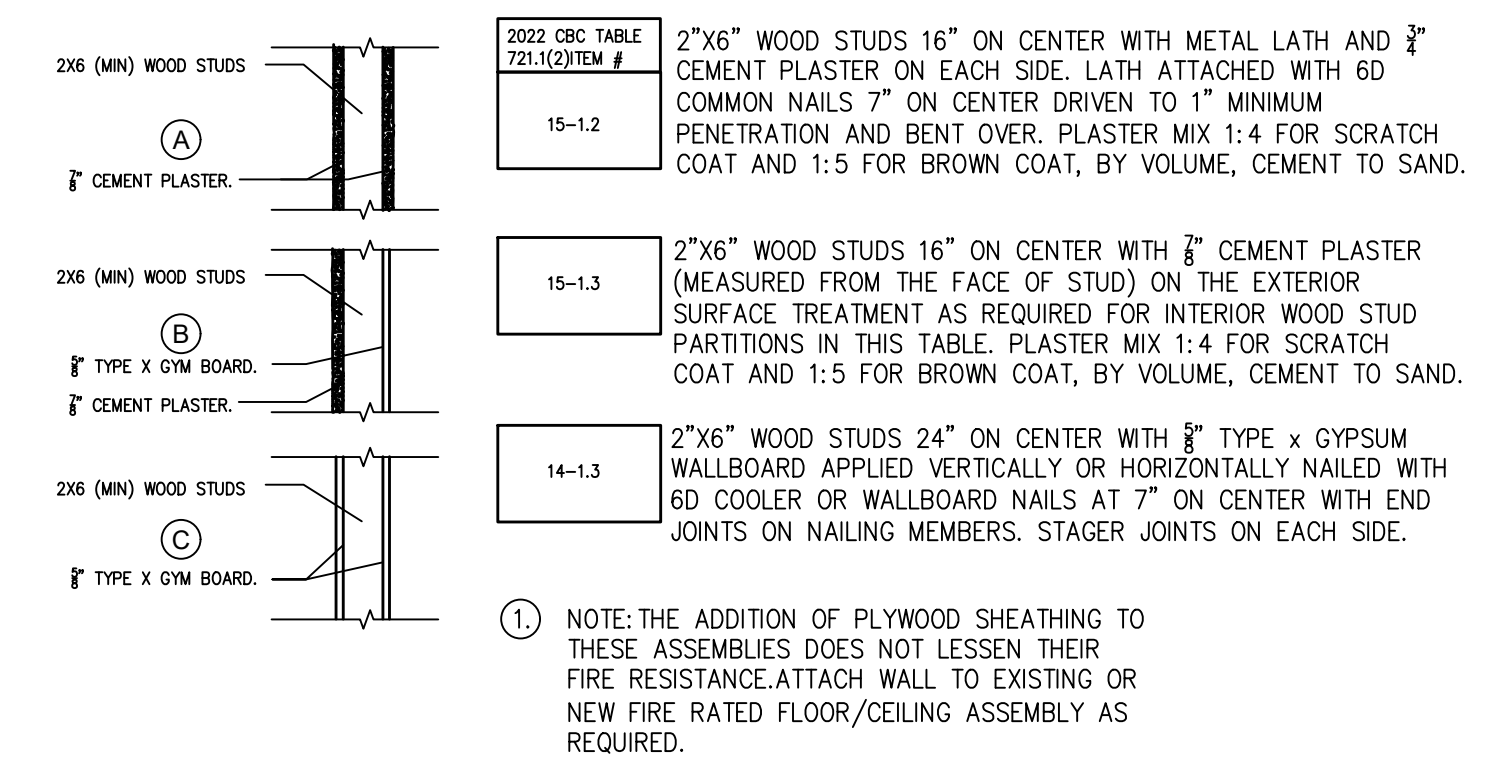 2X6 (MIN) WOOD STUDS
A
⅞" CEMENT PLASTER.
2022 CBC TABLE
721.1(2)ITEM #
15-1.2
2"X6" WOOD STUDS 16" ON CENTER WITH METAL LATH AND ¾"
CEMENT PLASTER ON EACH SIDE. LATH ATTACHED WITH 6D
COMMON NAILS 7" ON CENTER DRIVEN TO 1" MINIMUM
PENETRATION AND BENT OVER. PLASTER MIX 1:4 FOR SCRATCH
COAT AND 1:5 FOR BROWN COAT, BY VOLUME, CEMENT TO SAND.
2X6 (MIN) WOOD STUDS
B
⅝" TYPE X GYM BOARD.
⅞" CEMENT PLASTER.
15-1.3
2"X6" WOOD STUDS 16" ON CENTER WITH ⅞" CEMENT PLASTER
(MEASURED FROM THE FACE OF STUD) ON THE EXTERIOR
SURFACE TREATMENT AS REQUIRED FOR INTERIOR WOOD STUD
PARTITIONS IN THIS TABLE. PLASTER MIX 1:4 FOR SCRATCH
COAT AND 1:5 FOR BROWN COAT, BY VOLUME, CEMENT TO SAND.
2X6 (MIN) WOOD STUDS
C
⅝" TYPE X GYM BOARD.
14-1.3
2"X6" WOOD STUDS 24" ON CENTER WITH ⅝" TYPE x GYPSUM
WALLBOARD APPLIED VERTICALLY OR HORIZONTALLY NAILED WITH
6D COOLER OR WALLBOARD NAILS AT 7" ON CENTER WITH END
JOINTS ON NAILING MEMBERS. STAGER JOINTS ON EACH SIDE.
1. NOTE: THE ADDITION OF PLYWOOD SHEATHING TO
THESE ASSEMBLIES DOES NOT LESSEN THEIR
FIRE RESISTANCE.ATTACH WALL TO EXISTING OR
NEW FIRE RATED FLOOR/CEILING ASSEMBLY AS
REQUIRED.